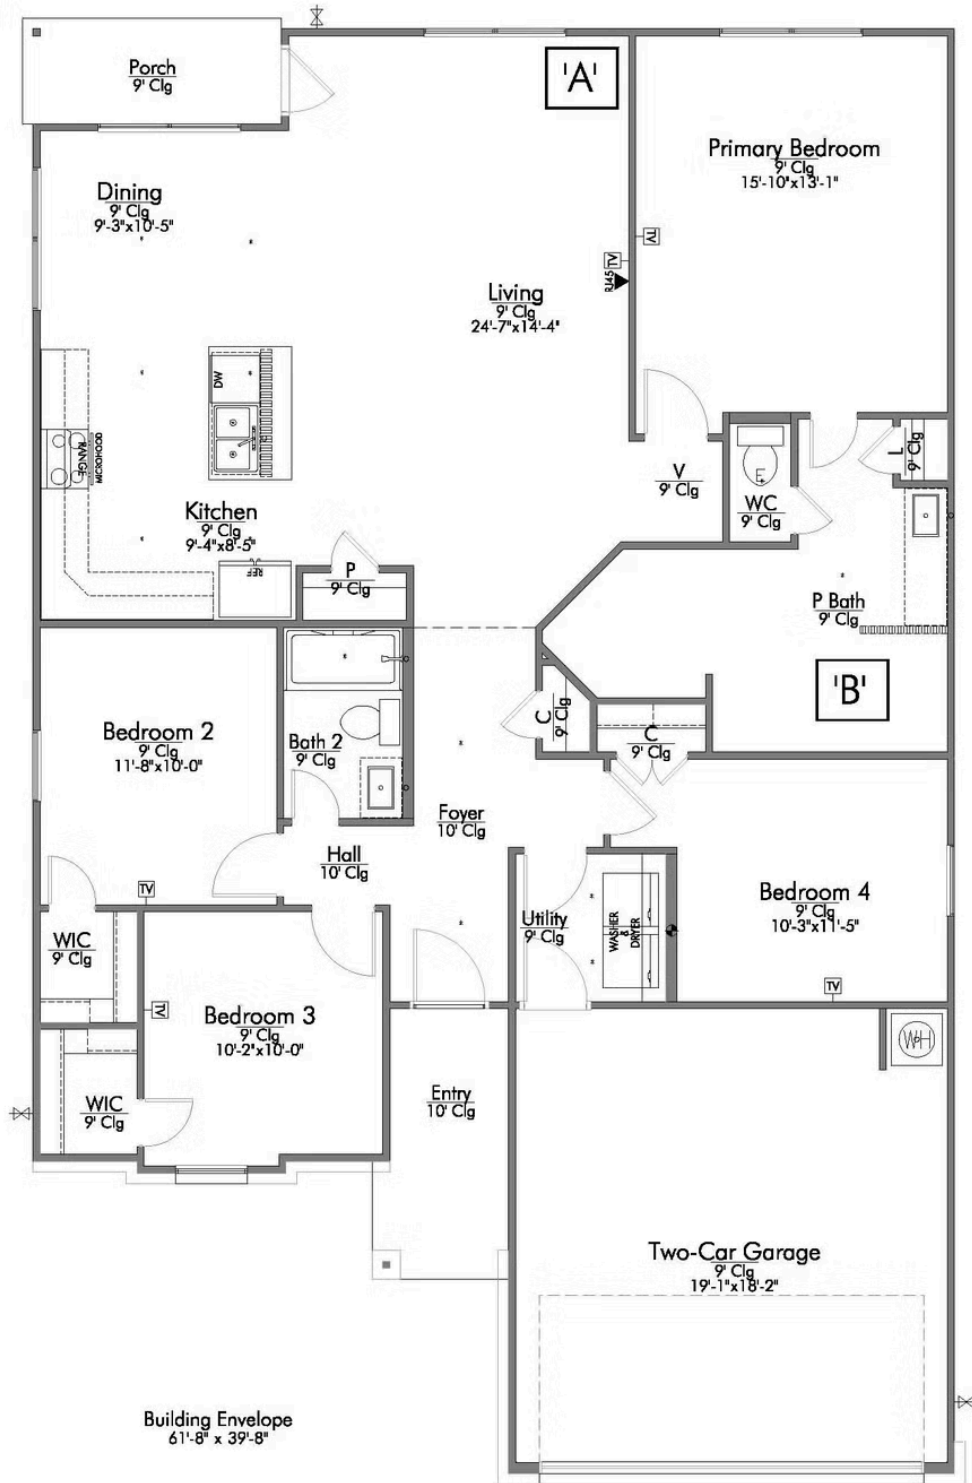 Porch
9' Clg
'A'
Primary Bedroom
9' Clg
15'-10"x13'-1"
Dining
9' Clg
9'-3"x10'-5"
TV
TV
RJ45
Living
9' Clg
24'-7"x14'-4"
DW
RANGE
MICROHOOD
L
9' Clg
V
9' Clg
E
WC
9' Clg
Kitchen
9' Clg
9'-4"x8'-5"
REF
P
9' Clg
P Bath
9' Clg
'B'
C
9' Clg
C
9' Clg
Bedroom 2
9' Clg
11'-8"x10'-0"
Bath 2
9' Clg
Foyer
10' Clg
Hall
10' Clg
TV
Bedroom 4
9' Clg
10'-3"x11'-5"
Utility
9' Clg
WASHER
&
DRYER
WIC
9' Clg
TV
TV
Bedroom 3
9' Clg
10'-2"x10'-0"
WH
Entry
10' Clg
WIC
9' Clg
Two-Car Garage
9' Clg
19'-1"x18'-2"
Building Envelope
61'-8" x 39'-8"